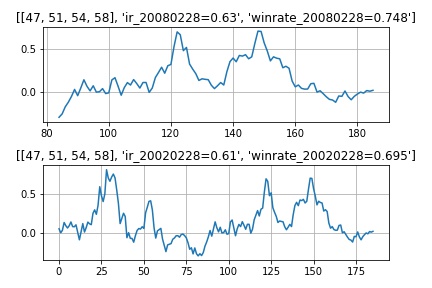 [[47, 51, 54, 58], 'ir_20080228=0.63', 'winrate_20080228=0.748']
0.5
0.0
80 100 120 140 160 180
[[47, 51, 54, 58], 'ir_20020228=0.61', 'winrate_20020228=0.695']
0.5
0.0
0 25 50 75 100 125 150 175